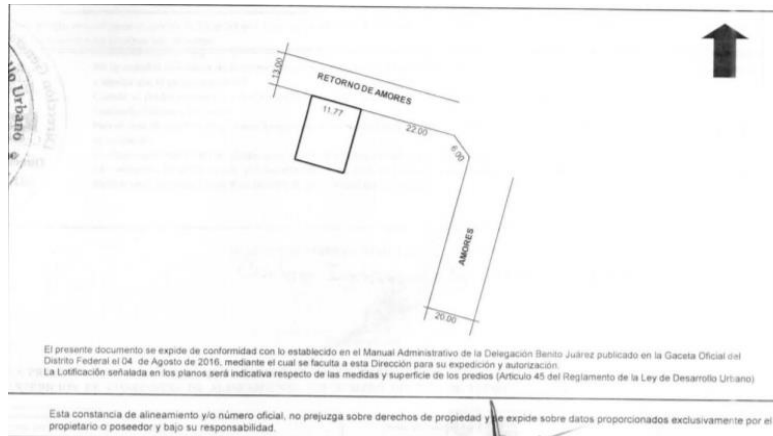 llo Urbano
13.00
RETORNO DE AMORES
11.77
22.00
6.00
AMORES
20.00
El presente documento se expide de conformidad con lo establecido en el Manual Administrativo de la Delegación Benito Juárez publicado en la Gaceta Oficial del
Distrito Federal el 04 de Agosto de 2016, mediante el cual se faculta a esta Dirección para su expedición y autorización.
La Lotificación señalada en los planos será indicativa respecto de las medidas y superficie de los predios (Articulo 45 del Reglamento de la Ley de Desarrollo Urbano)
Esta constancia de alineamiento y/o número oficial, no prejuzga sobre derechos de propiedad y se expide sobre datos proporcionados exclusivamente por el
propietario o poseedor y bajo su responsabilidad.